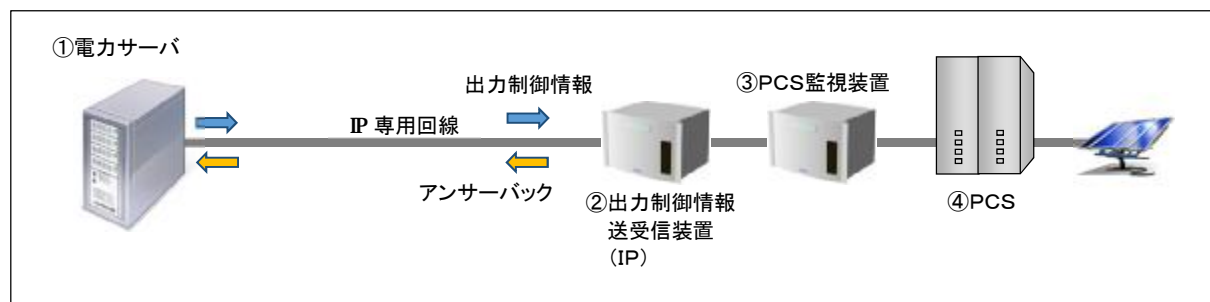 ①電力サーバ
出力制御情報
③PCS監視装置
IP 専用回線
アンサーバック
②出力制御情報
送受信装置
(IP)
④PCS